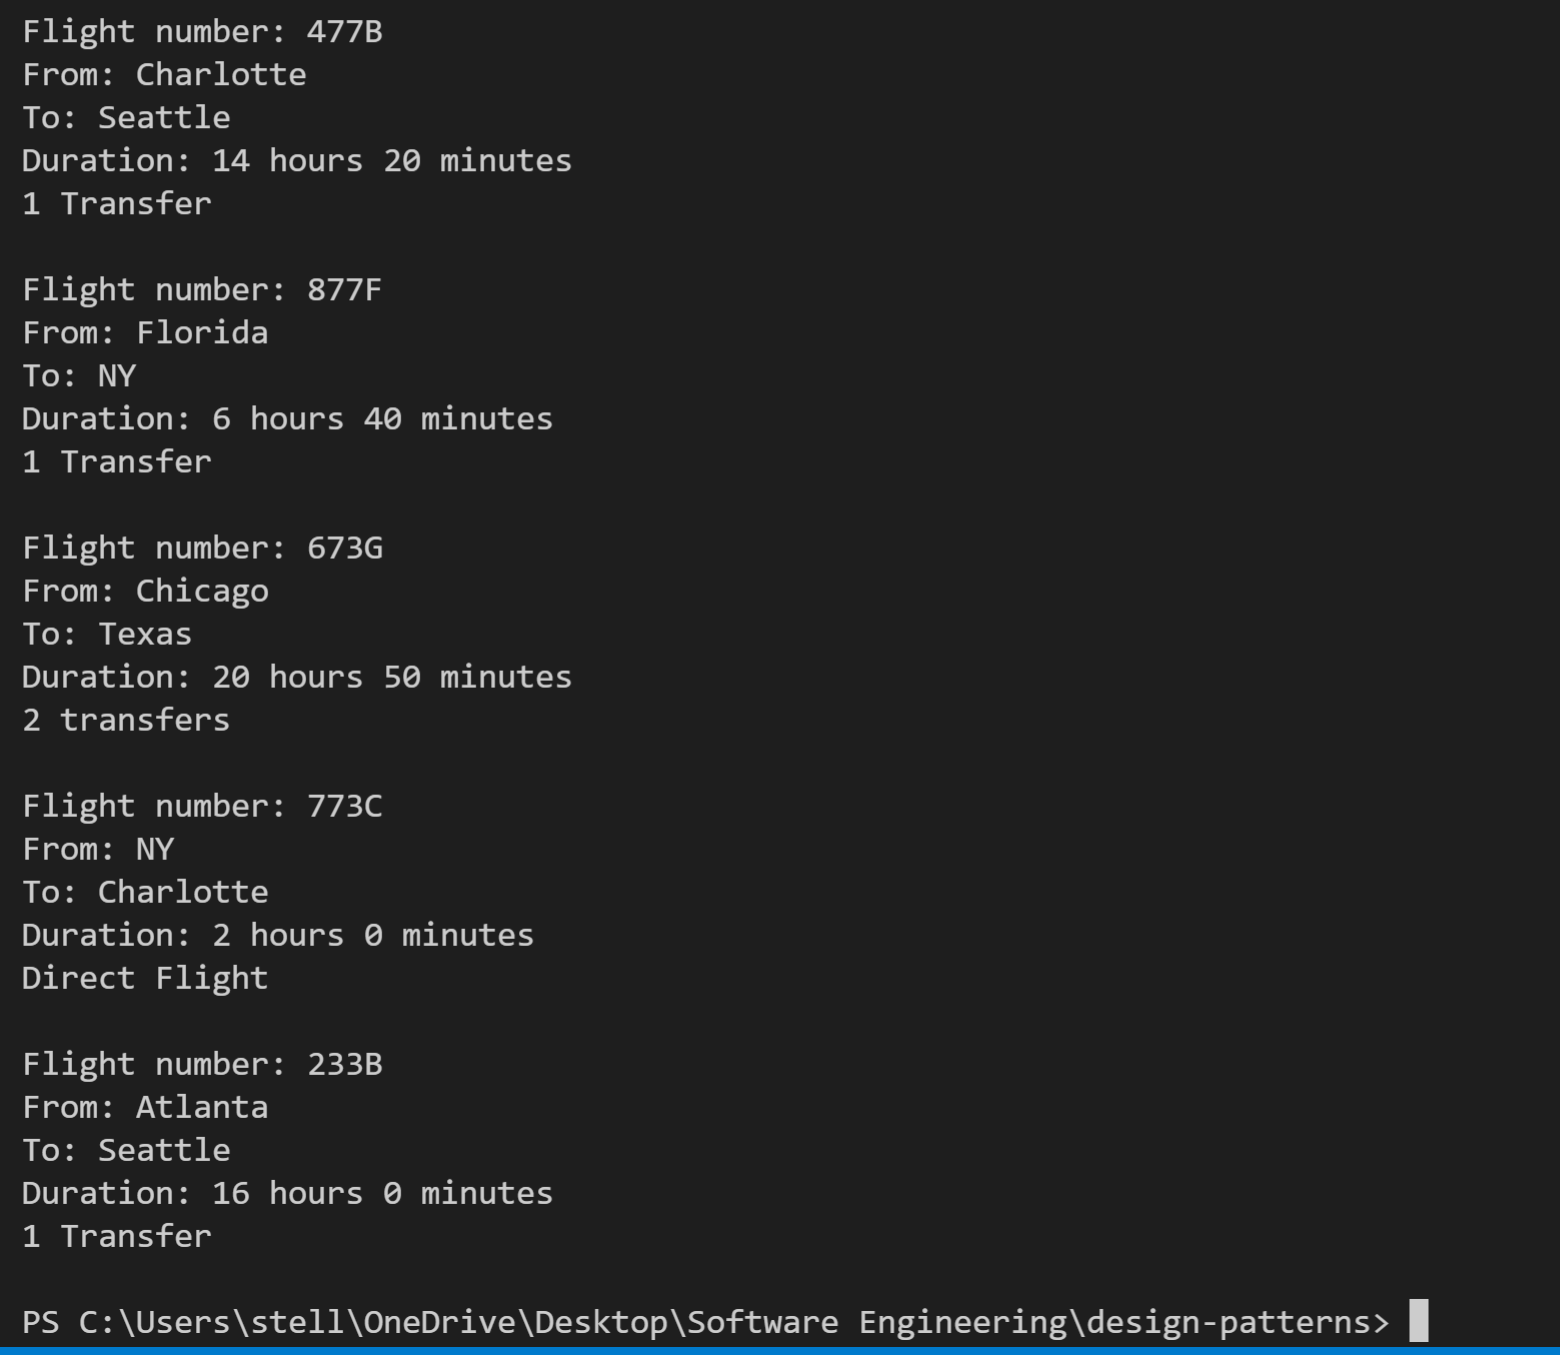 Flight number: 477B
From: Charlotte
To: Seattle
Duration: 14 hours 20 minutes
1 Transfer
Flight number: 877F
From: Florida
To: NY
Duration: 6 hours 40 minutes
1 Transfer
Flight number: 673G
From: Chicago
To: Texas
Duration: 20 hours 50 minutes
2 transfers
Flight number: 773C
From: NY
To: Charlotte
Duration: 2 hours 0 minutes
Direct Flight
Flight number: 233B
From: Atlanta
To: Seattle
Duration: 16 hours 0 minutes
1 Transfer
PS C:\Users\stell\OneDrive\Desktop\Software Engineering\design-patterns>